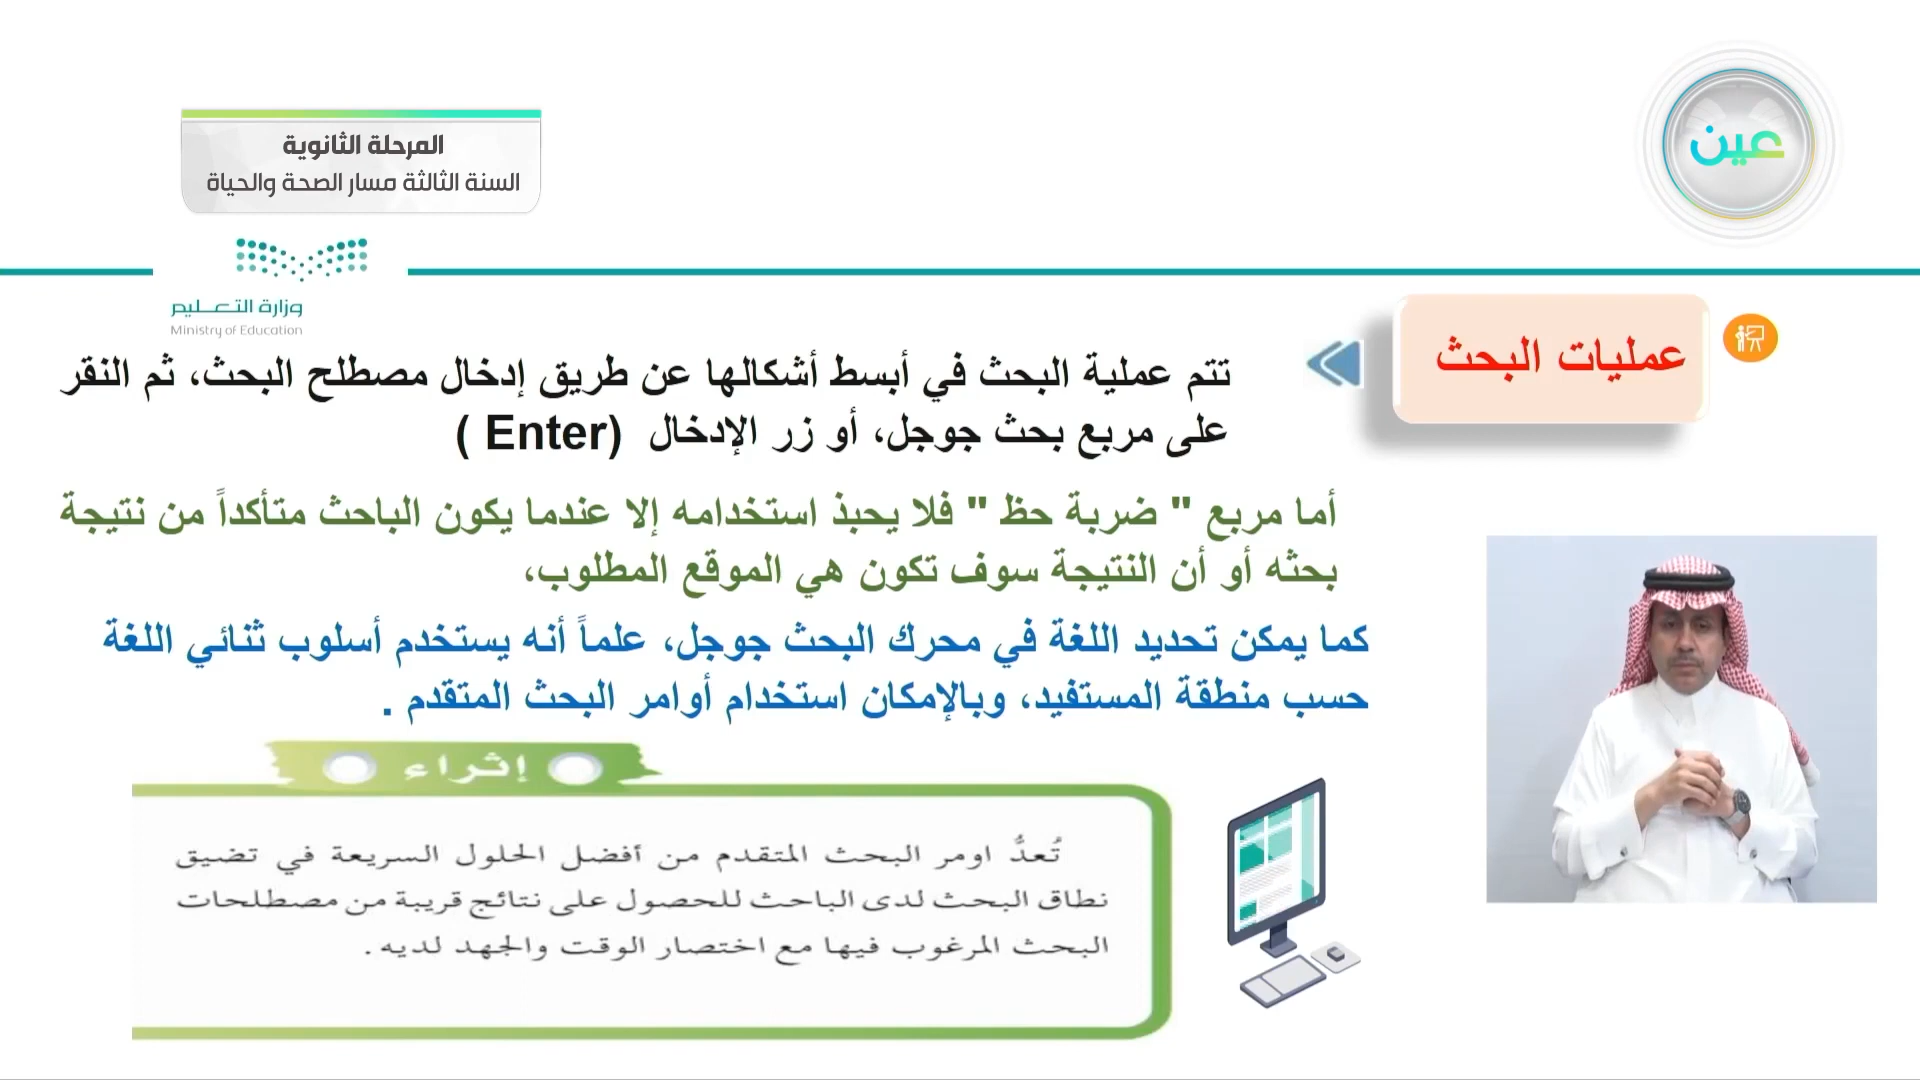 عين
المرحلة الثانوية
السنة الثالثة مسار الصحة والحياة
وزارة التعليم
Ministry of Education
عمليات البحث
تتم عملية البحث في أبسط أشكالها عن طريق إدخال مصطلح البحث، ثم النقر
على مربع بحث جوجل، أو زر الإدخال (Enter )
أما مربع " ضربة حظ " فلا يحبذ استخدامه إلا عندما يكون الباحث متأكداً من نتيجة
بحثه أو أن النتيجة سوف تكون هي الموقع المطلوب،
كما يمكن تحديد اللغة في محرك البحث جوجل، علماً أنه يستخدم أسلوب ثنائي اللغة
حسب منطقة المستفيد، وبالإمكان استخدام أوامر البحث المتقدم .
إثراء
تُعدُّ اومر البحث المتقدم من أفضل الحلول السريعة في تضيق
نطاق البحث لدى الباحث للحصول على نتائج قريبة من مصطلحات
البحث المرغوب فيها مع اختصار الوقت والجهد لديه .